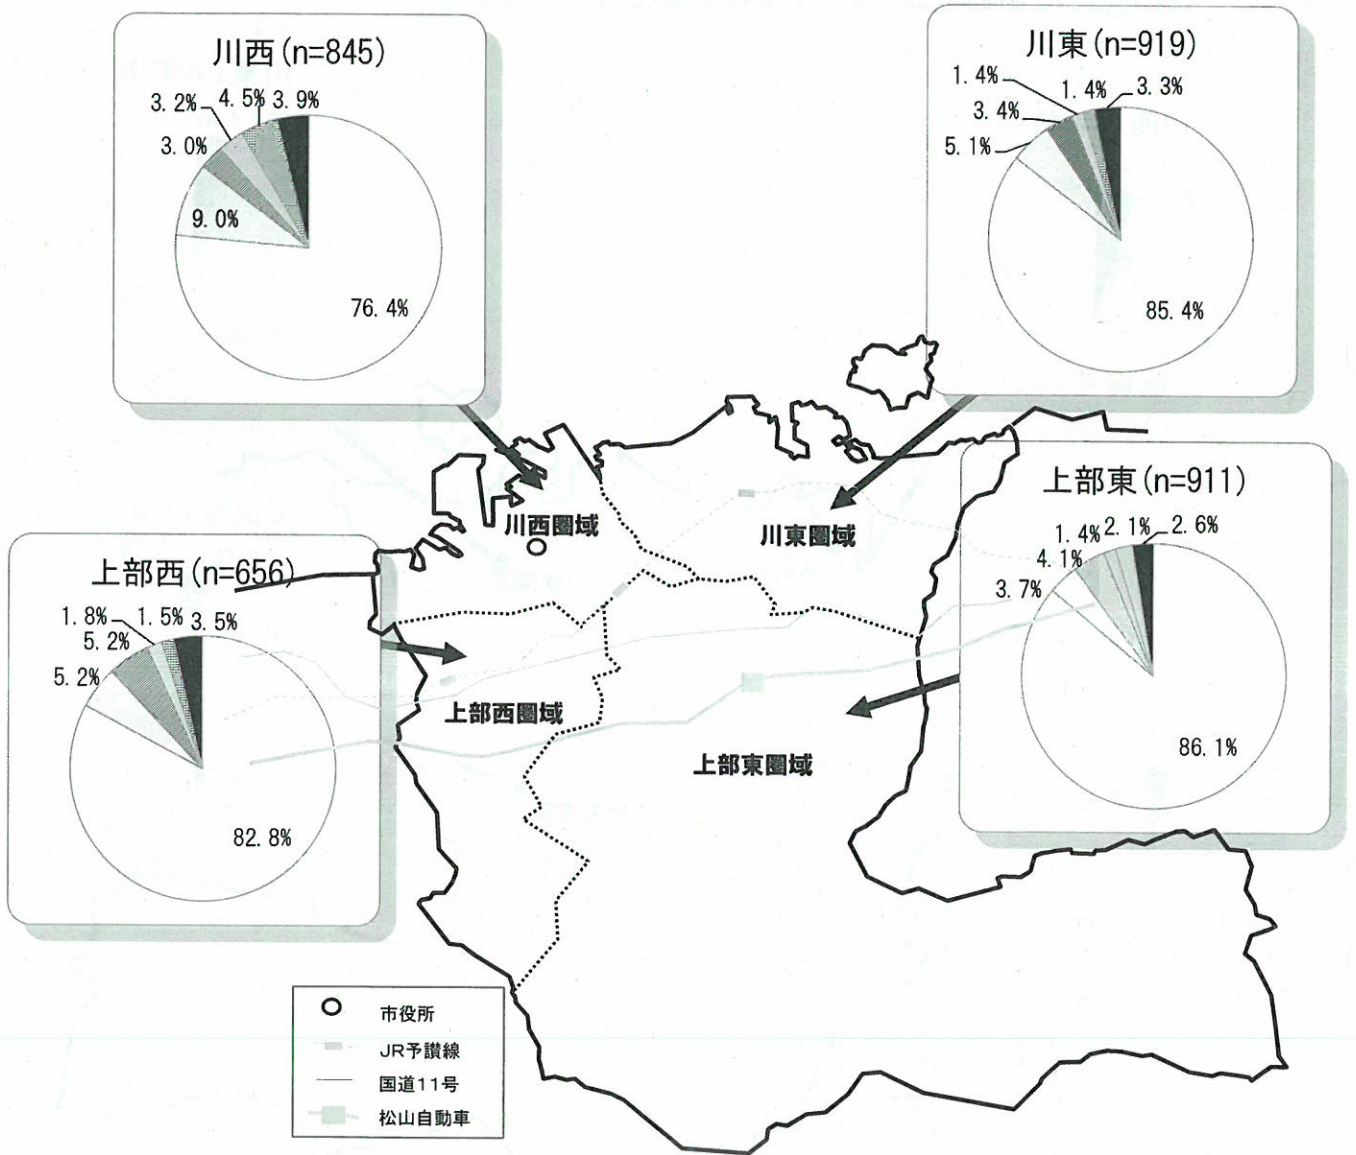 川西(n=845)
3.2%
4.5%
3.9%
3.0%
9.0%
76.4%
川東(n=919)
1.4%
1.4%
3.3%
3.4%
5.1%
85.4%
川西圏域
川東圏域
上部西(n=656)
1.8%
1.5%
3.5%
5.2%
5.2%
82.8%
上部東(n=911)
1.4%
2.1%
2.6%
4.1%
3.7%
86.1%
上部西圏域
上部東圏域
市役所
JR予讃線
国道11号
松山自動車